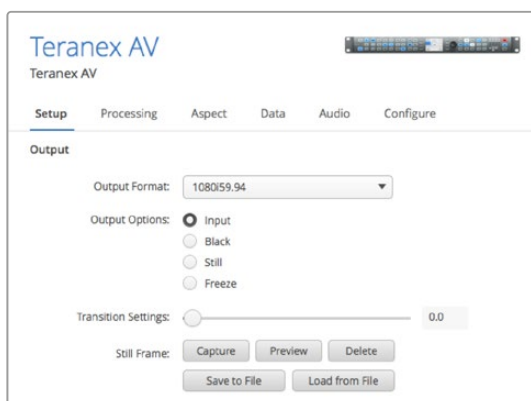 Teranex AV
Teranex AV
Setup Processing Aspect Data Audio Configure
Output
Output Format: 1080i59.94
Output Options: Input
Black
Still
Freeze
Transition Settings: 0.0
Still Frame: Capture Preview Delete
Save to File Load from File